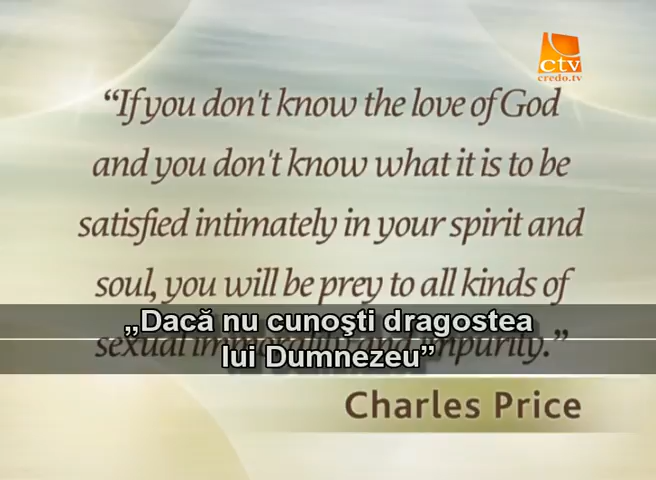 ctv
credo.tv
“If you don't know the love of God
and you don't know what it is to be
satisfied intimately in your spirit and
soul, you will be prey to all kinds of
sexual immorality and impurity.”
„Dacă nu cunoşti dragostea
lui Dumnezeu”
Charles Price